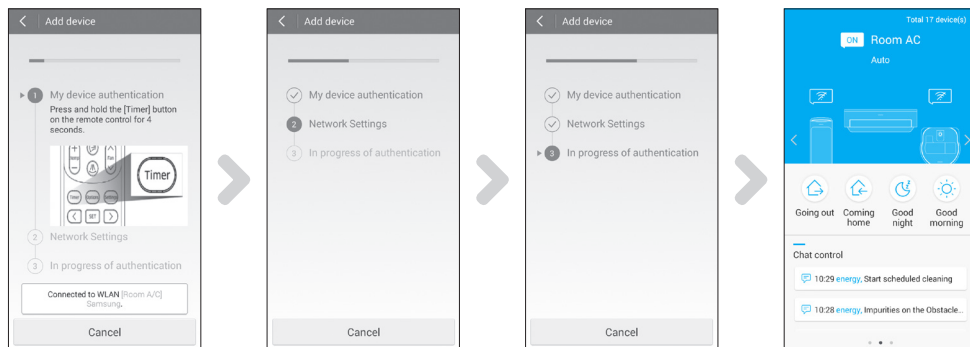 Add device
1 My device authentication
Press and hold the [Timer] button
on the remote control for 4
seconds.
Fan
Timer
Timer
SET
2 Network Settings
3 In progress of authentication
Connected to WLAN [Room A/C]
Samsung.
Cancel
Add device
My device authentication
2 Network Settings
3 In progress of authentication
Cancel
Add device
My device authentication
Network Settings
3 In progress of authentication
Cancel
Total 17 device(s)
ON Room AC
Auto
Going out
Coming
home
Good
night
Good
morning
Chat control
10:29 energy, Start scheduled cleaning
10:28 energy, Impurities on the Obstacle...